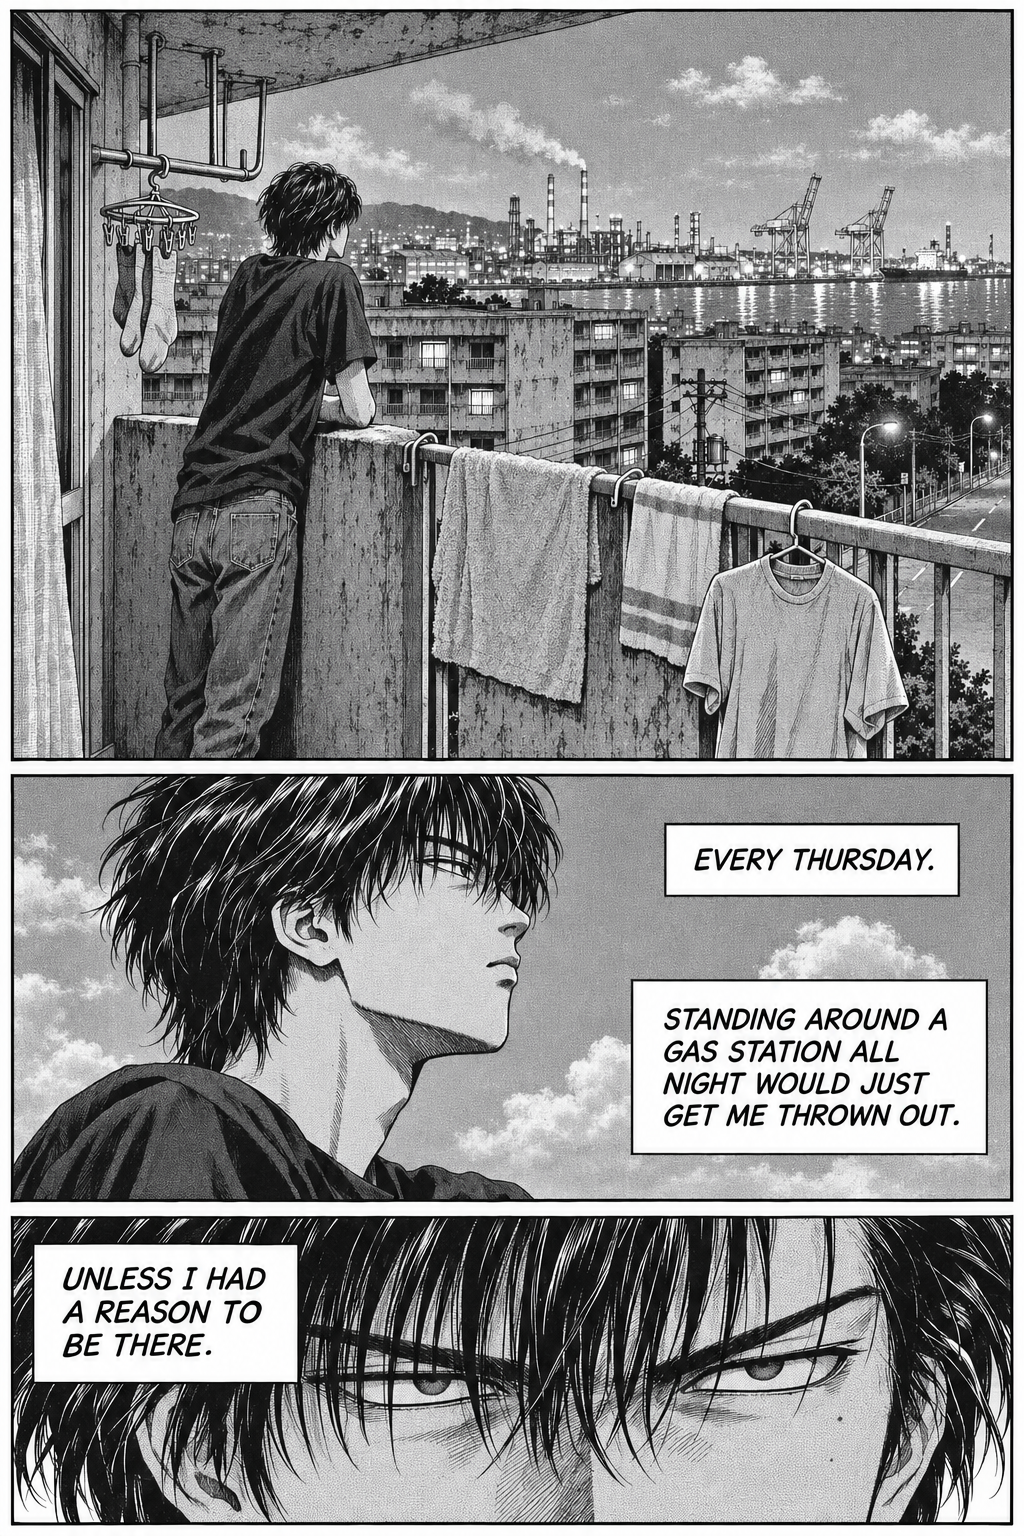 EVERY THURSDAY.
STANDING AROUND A
GAS STATION ALL
NIGHT WOULD JUST
GET ME THROWN OUT.
UNLESS I HAD
A REASON TO
BE THERE.